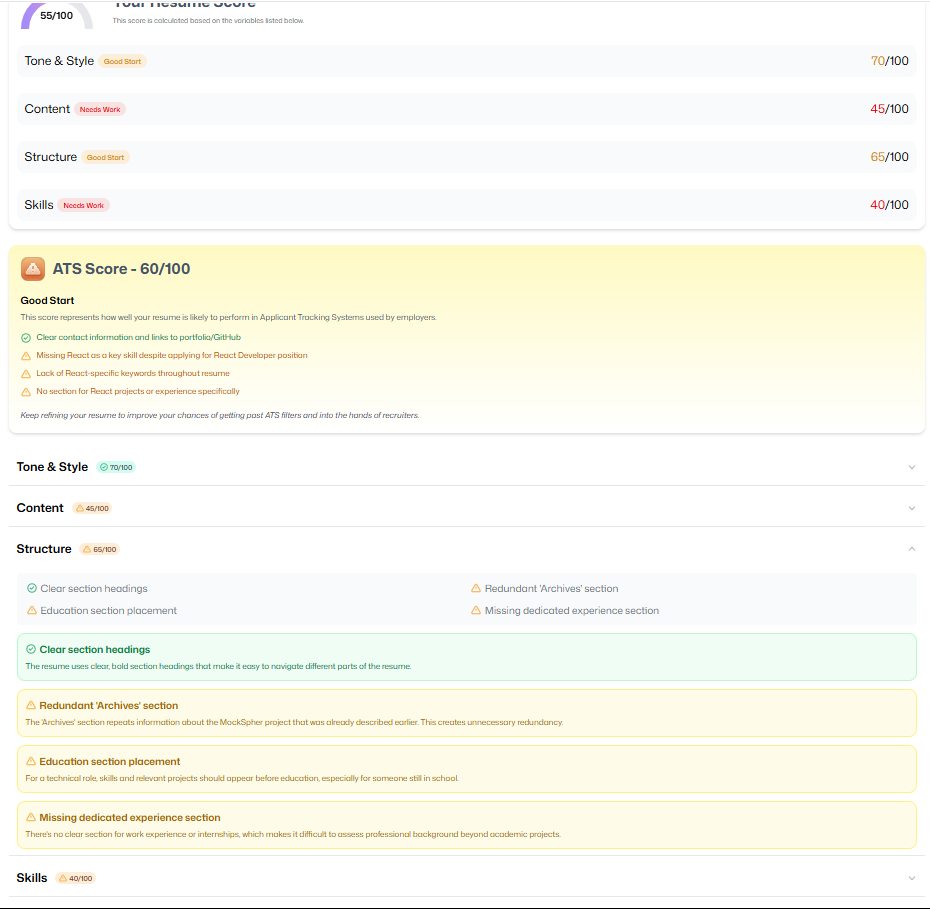 55/100
Your Resume Score
This score is calculated based on the variables listed below.
Tone & Style Good Start 70/100
Content Needs Work 45/100
Structure Good Start 65/100
Skills Needs Work 40/100
ATS Score - 60/100
Good Start
This score represents how well your resume is likely to perform in Applicant Tracking Systems used by employers.
Clear contact information and links to portfolio/GitHub
Missing React as a key skill despite applying for React Developer position
Lack of React-specific keywords throughout resume
No section for React projects or experience specifically
Keep refining your resume to improve your chances of getting past ATS filters and into the hands of recruiters.
Tone & Style 70/100
Content 45/100
Structure 65/100
Clear section headings Redundant 'Archives' section
Education section placement Missing dedicated experience section
Clear section headings
The resume uses clear, bold section headings that make it easy to navigate different parts of the resume.
Redundant 'Archives' section
The 'Archives' section repeats information about the MockSpher project that was already described earlier. This creates unnecessary redundancy.
Education section placement
For a technical role, skills and relevant projects should appear before education, especially for someone still in school.
Missing dedicated experience section
There's no clear section for work experience or internships, which makes it difficult to assess professional background beyond academic projects.
Skills 40/100